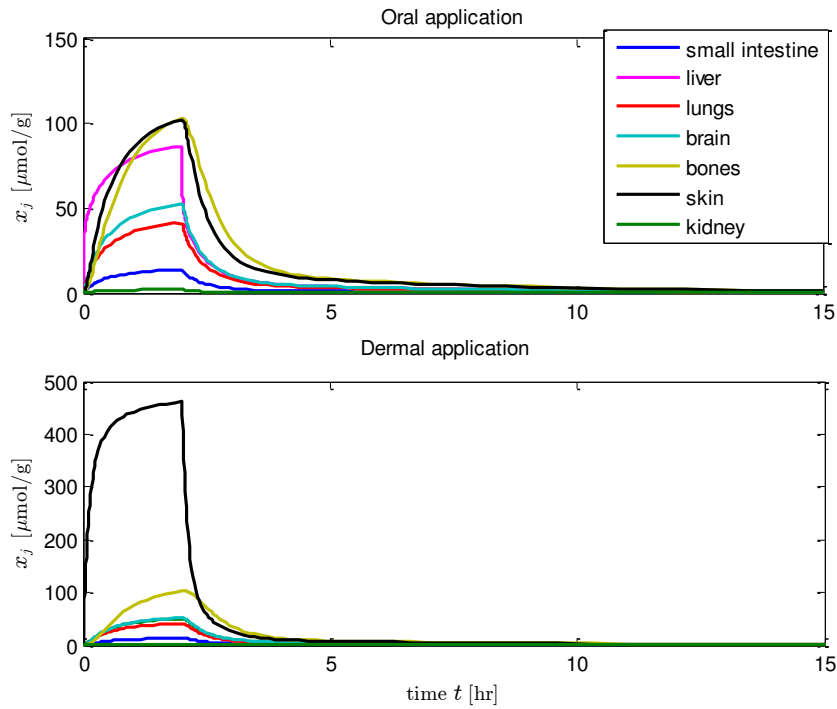 Oral application
150
100
50
0
x_j [μmol/g]
0 5 10 15
small intestine
liver
lungs
brain
bones
skin
kidney
Dermal application
500
400
300
200
100
0
x_j [μmol/g]
0 5 10 15
time t [hr]